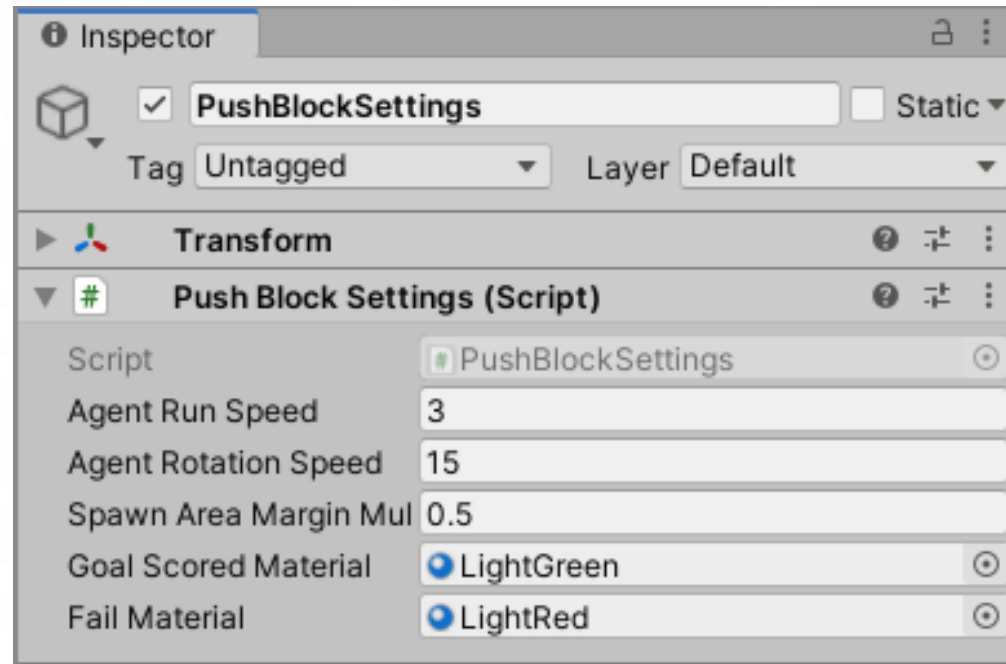 Inspector
PushBlockSettings Static
Tag Untagged Layer Default
Transform
# Push Block Settings (Script)
Script # PushBlockSettings
Agent Run Speed 3
Agent Rotation Speed 15
Spawn Area Margin Mul 0.5
Goal Scored Material LightGreen
Fail Material LightRed